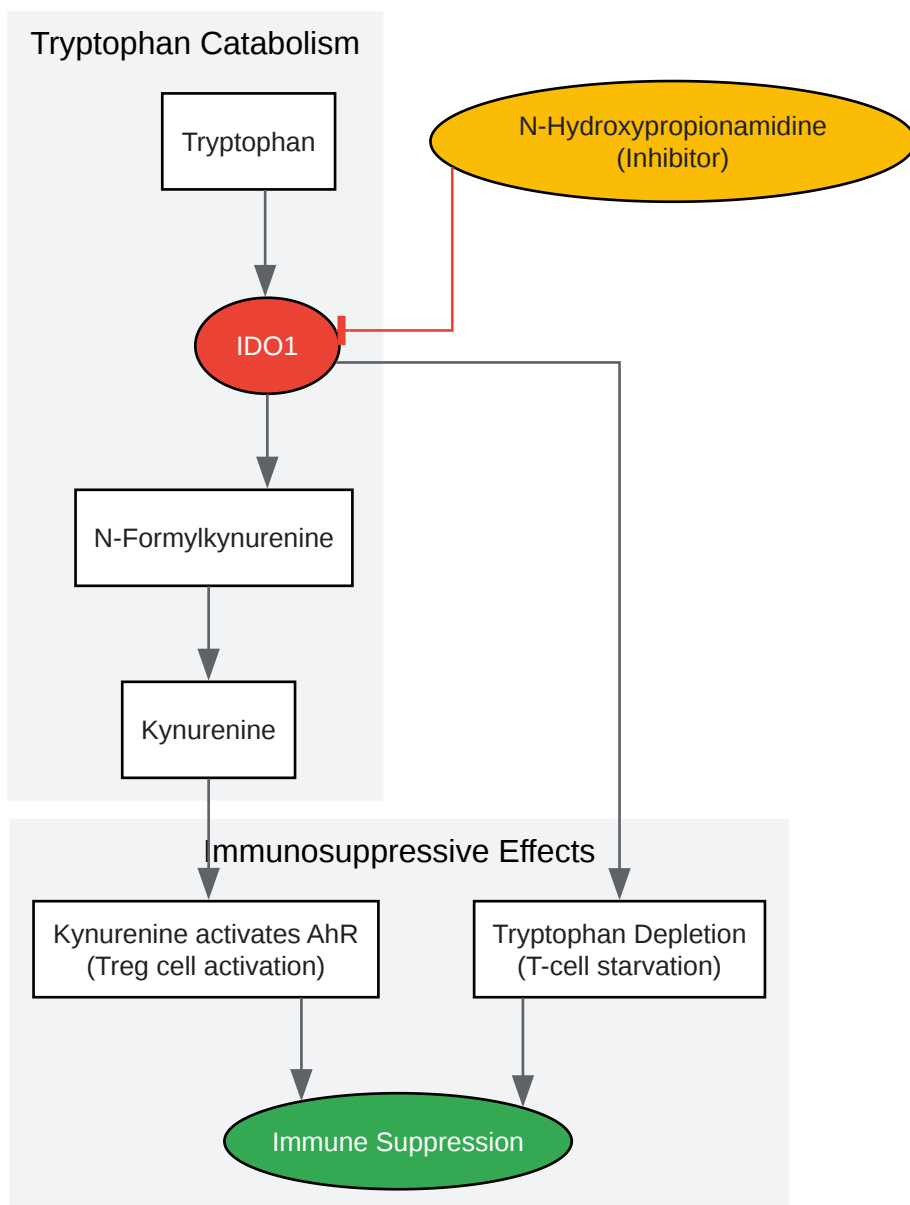 Tryptophan Catabolism
Tryptophan
N-Hydroxypropionamidine
(Inhibitor)
IDO1
N-Formylkynurenine
Kynurenine
Immunosuppressive Effects
Kynurenine activates AhR
(Treg cell activation)
Tryptophan Depletion
(T-cell starvation)
Immune Suppression